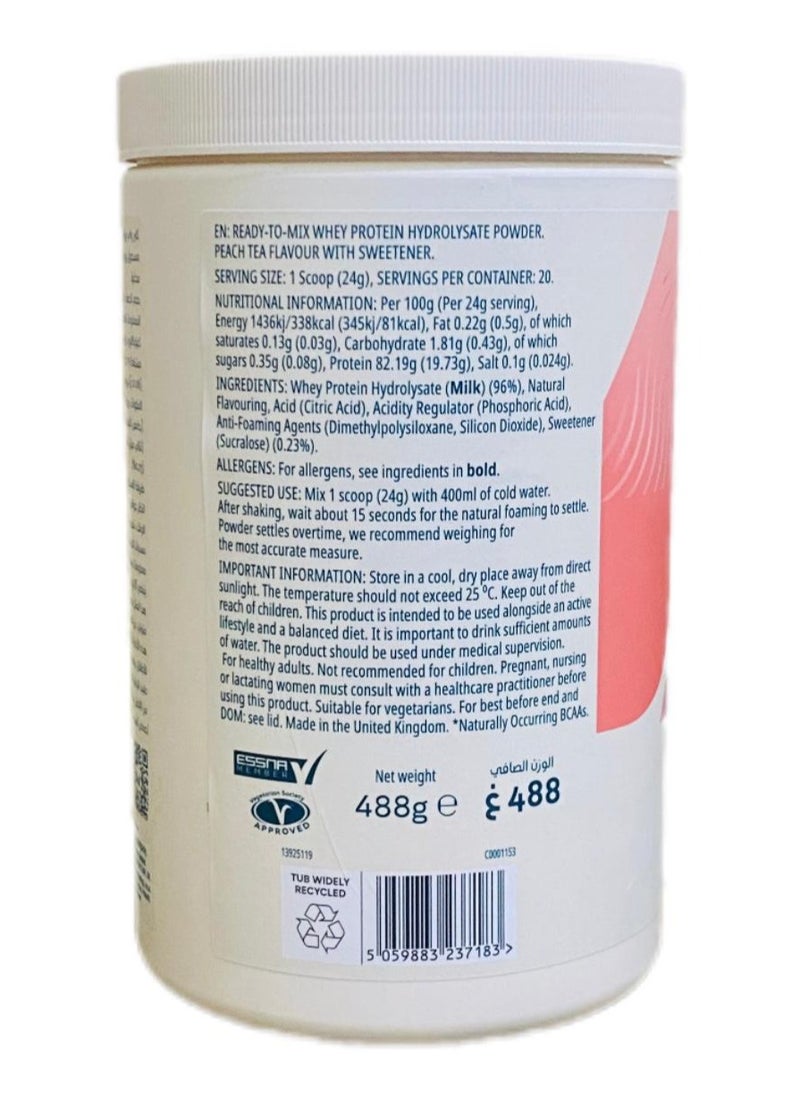 EN: READY-TO-MIX WHEY PROTEIN HYDROLYSATE POWDER.
PEACH TEA FLAVOUR WITH SWEETENER.
SERVING SIZE: 1 Scoop (24g), SERVINGS PER CONTAINER: 20.
NUTRITIONAL INFORMATION: Per 100g (Per 24g serving),
Energy 1436kj/338kcal (345kj/81kcal), Fat 0.22g (0.5g), of which
saturates 0.13g (0.03g), Carbohydrate 1.81g (0.43g), of which
sugars 0.35g (0.08g), Protein 82.19g (19.73g), Salt 0.1g (0.024g).
INGREDIENTS: Whey Protein Hydrolysate (Milk) (96%), Natural
Flavouring, Acid (Citric Acid), Acidity Regulator (Phosphoric Acid),
Anti-Foaming Agents (Dimethylpolysiloxane, Silicon Dioxide), Sweetener
(Sucralose) (0.23%).
ALLERGENS: For allergens, see ingredients in bold.
SUGGESTED USE: Mix 1 scoop (24g) with 400ml of cold water.
After shaking, wait about 15 seconds for the natural foaming to settle.
Powder settles overtime, we recommend weighing for
the most accurate measure.
IMPORTANT INFORMATION: Store in a cool, dry place away from direct
sunlight. The temperature should not exceed 25 ⁰C. Keep out of the
reach of children. This product is intended to be used alongside an active
lifestyle and a balanced diet. It is important to drink sufficient amounts
of water. The product should be used under medical supervision.
For healthy adults. Not recommended for children. Pregnant, nursing
or lactating women must consult with a healthcare practitioner before
using this product. Suitable for vegetarians. For best before end and
DOM: see lid. Made in the United Kingdom. *Naturally Occurring BCAAs.
ESSNA
MEMBER
Vegetarian Society
APPROVED
Net weight
488g e
الوزن الصافي
488 غ
13925119
CD001153
TUB WIDELY
RECYCLED
5 059883 237183 >